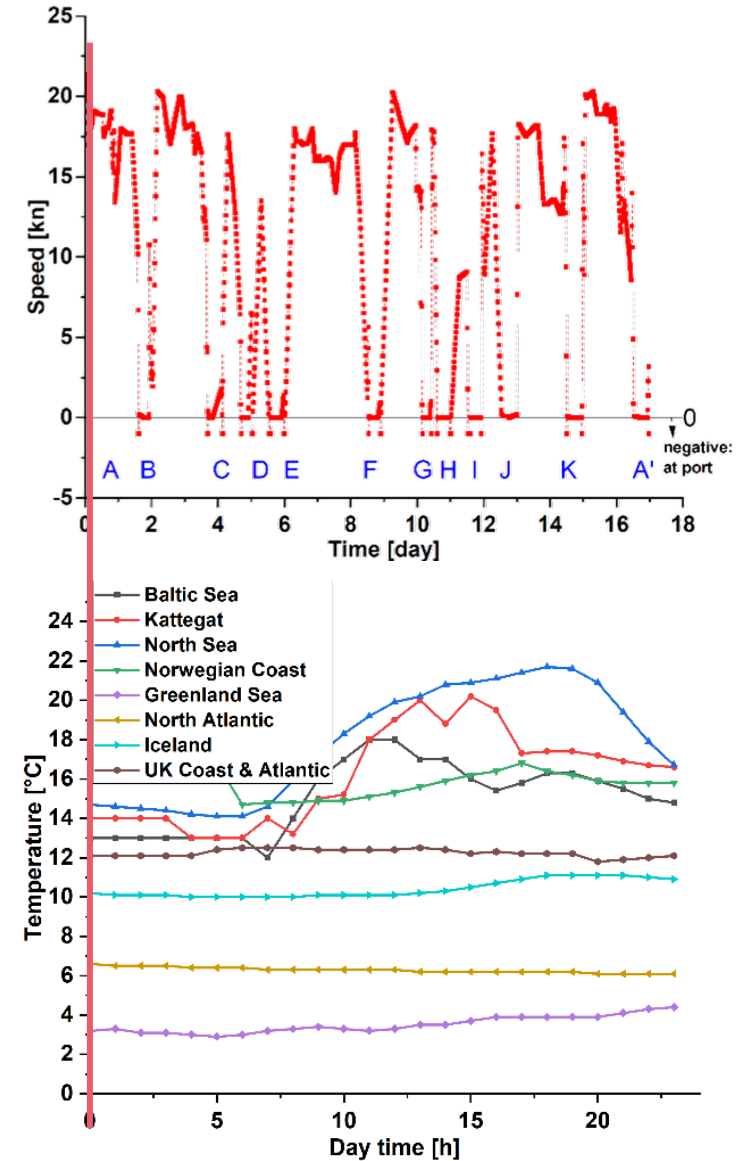 25
20
15
10
5
0
-5
Speed [kn]
0
negative:
at port
A B C D E F G H I J K A'
0 2 4 6 8 10 12 14 16 18
Time [day]
Baltic Sea
Kattegat
North Sea
Norwegian Coast
Greenland Sea
North Atlantic
Iceland
UK Coast & Atlantic
24
22
20
18
16
14
12
10
8
6
4
2
0
Temperature [°C]
0 5 10 15 20
Day time [h]